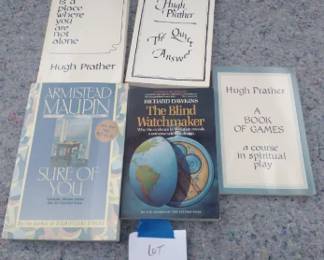 is a
place where
you are
not alone
Hugh Prather
Hugh
Prather
The Quiet
Answer
ARMISTEAD
MAUPIN
SURE OF
YOU
RICHARD DAWKINS
The Blind
Watchmaker
Hugh Prather
A
BOOK OF
GAMES
a course
in spiritual
play
LOT